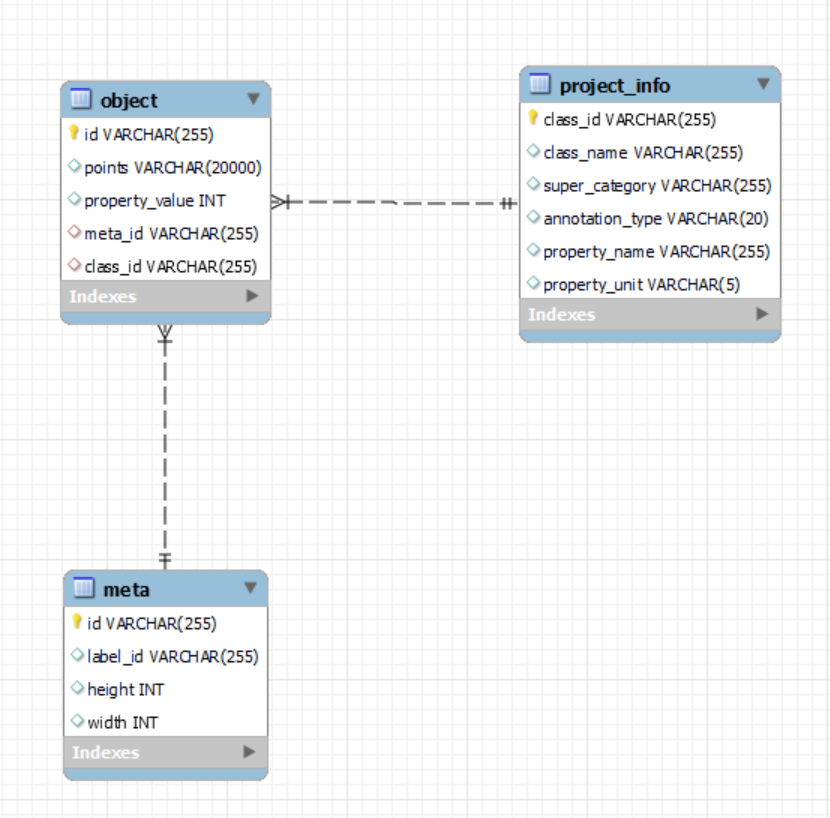 object
id VARCHAR(255)
points VARCHAR(20000)
property_value INT
meta_id VARCHAR(255)
class_id VARCHAR(255)
Indexes
project_info
class_id VARCHAR(255)
class_name VARCHAR(255)
super_category VARCHAR(255)
annotation_type VARCHAR(20)
property_name VARCHAR(255)
property_unit VARCHAR(5)
Indexes
meta
id VARCHAR(255)
label_id VARCHAR(255)
height INT
width INT
Indexes